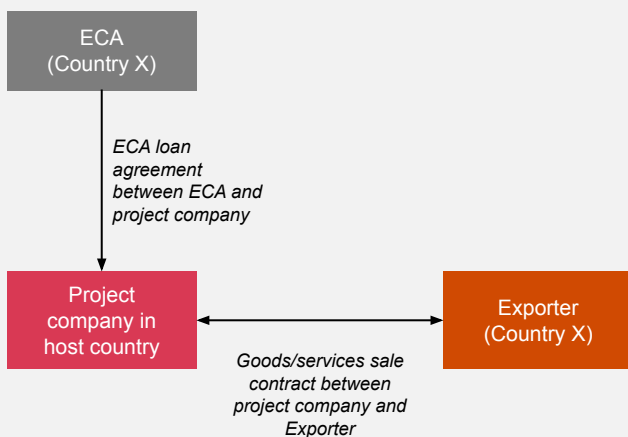 ECA
(Country X)
ECA loan
agreement
between ECA and
project company
Project
company in
host country
Exporter
(Country X)
Goods/services sale
contract between
project company and
Exporter